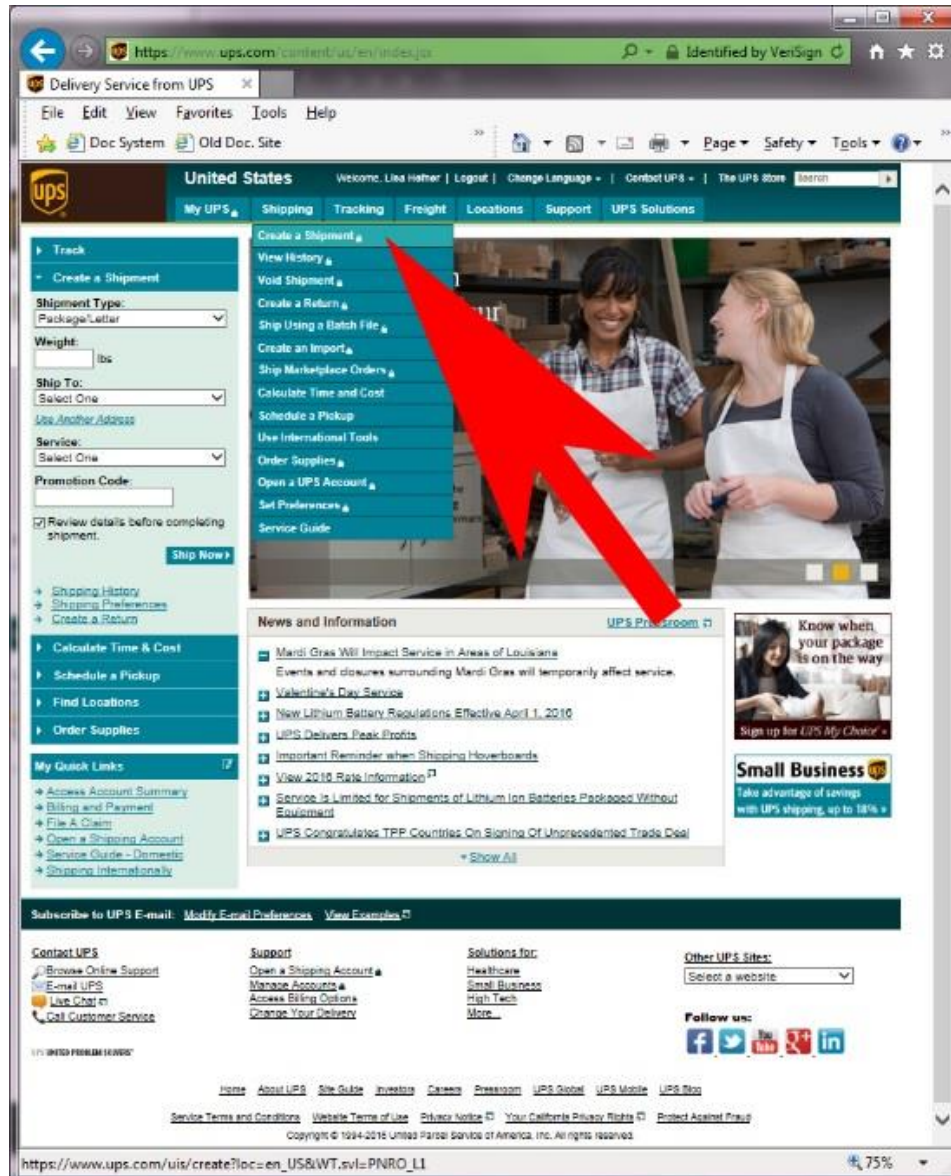 https://www.ups.com/content/us/en/index.jsx
Identified by VeriSign
Delivery Service from UPS
File Edit View Favorites Tools Help
Doc System Old Doc. Site
Page Safety Tools
ups
United States
Welcome, Lisa Hafner | Logout | Change Language | Contact UPS | The UPS Store Search
My UPS Shipping Tracking Freight Locations Support UPS Solutions
Create a Shipment
View History
Void Shipment
Create a Return
Ship Using a Batch File
Create an Import
Ship Marketplace Orders
Calculate Time and Cost
Schedule a Pickup
Use International Tools
Order Supplies
Open a UPS Account
Set Preferences
Service Guide
Track
Create a Shipment
Shipment Type:
Package/Letter
Weight:
lbs
Ship To:
Select One
Use Another Address
Service:
Select One
Promotion Code:
Review details before completing
shipment.
Ship Now
Shipping History
Shipping Preferences
Create a Return
Calculate Time & Cost
Schedule a Pickup
Find Locations
Order Supplies
My Quick Links
Access Account Summary
Billing and Payment
File A Claim
Open a Shipping Account
Service Guide - Domestic
Shipping Internationally
News and Information
UPS Pressroom
Mardi Gras Will Impact Service in Areas of Louisiana
Events and closures surrounding Mardi Gras will temporarily affect service.
Valentine's Day Service
New Lithium Battery Regulations Effective April 1, 2016
UPS Delivers Peak Profits
Important Reminder when Shipping Hoverboards
View 2016 Rate Information
Service Is Limited for Shipments of Lithium Ion Batteries Packaged Without
Equipment
UPS Congratulates TPP Countries On Signing Of Unprecedented Trade Deal
Show All
Know when
your package
is on the way
Sign up for UPS My Choice® »
Small Business
Take advantage of savings
with UPS shipping, up to 18% »
Subscribe to UPS E-mail: Modify E-mail Preferences View Examples
Contact UPS
Browse Online Support
E-mail UPS
Live Chat
Call Customer Service
Support
Open a Shipping Account
Manage Accounts
Access Billing Options
Change Your Delivery
Solutions for:
Healthcare
Small Business
High Tech
More...
Other UPS Sites:
Select a website
Follow us:
You Tube
UPS UNITED PROBLEM SOLVERS™
Home About UPS Site Guide Investors Careers Pressroom UPS Global UPS Mobile UPS Blog
Service Terms and Conditions Website Terms of Use Privacy Notice Your California Privacy Rights Protect Against Fraud
Copyright © 1994-2016 United Parcel Service of America, Inc. All rights reserved.
https://www.ups.com/uis/create?loc=en_US&WT.svl=PNRO_L1
75%